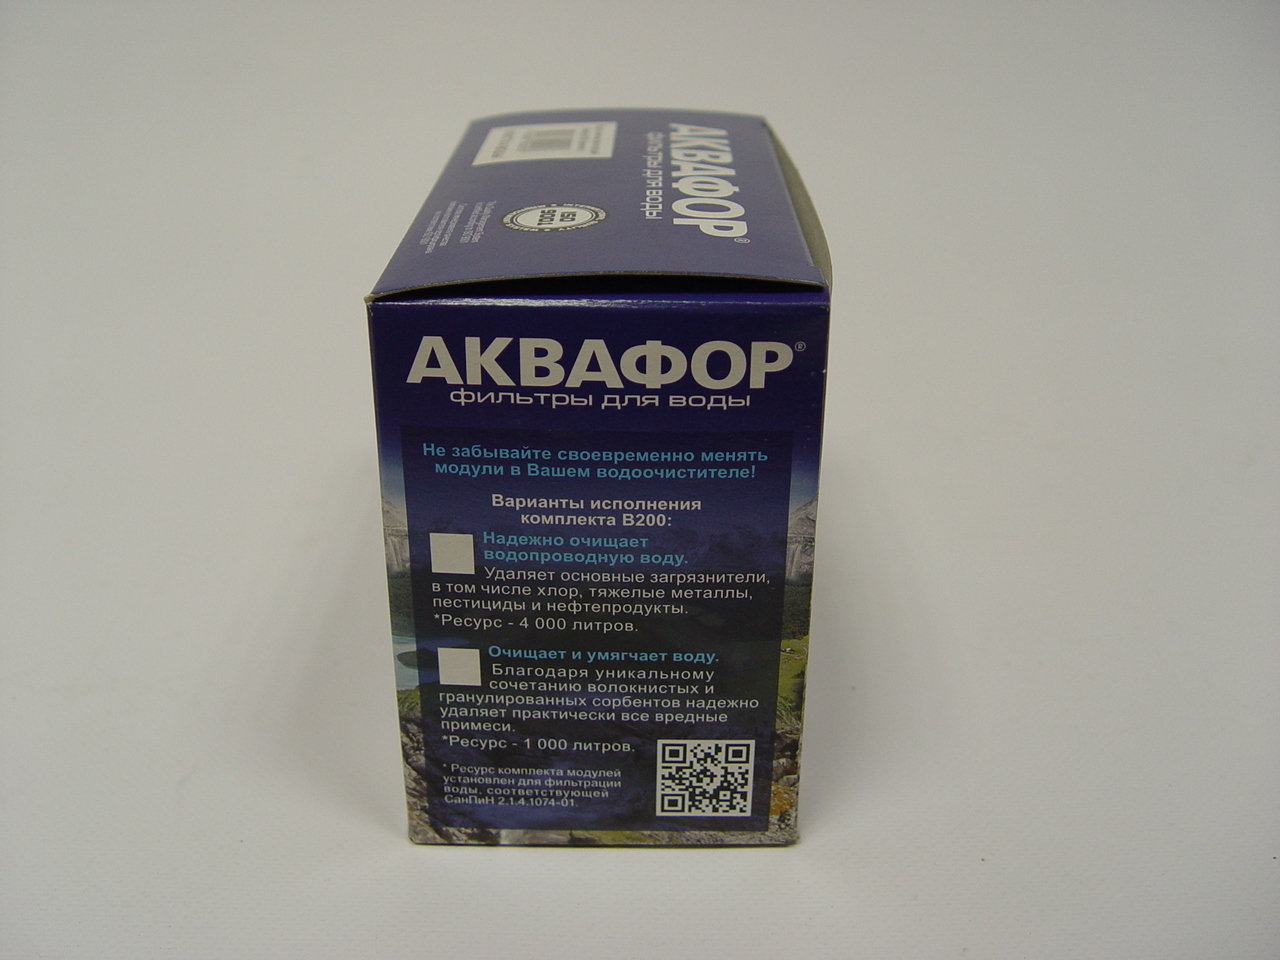 АКВАФОР®
фильтры для воды
ISO
9001
АКВАФОР®
фильтры для воды
Не забывайте своевременно менять
модули в Вашем водоочистителе!
Варианты исполнения
комплекта В200:
Надежно очищает
водопроводную воду.
Удаляет основные загрязнители,
в том числе хлор, тяжелые металлы,
пестициды и нефтепродукты.
*Ресурс - 4 000 литров.
Очищает и умягчает воду.
Благодаря уникальному
сочетанию волокнистых и
гранулированных сорбентов надежно
удаляет практически все вредные
примеси.
*Ресурс - 1 000 литров.
* Ресурс комплекта модулей
установлен для фильтрации
воды, соответствующей
СанПиН 2.1.4.1074-01.